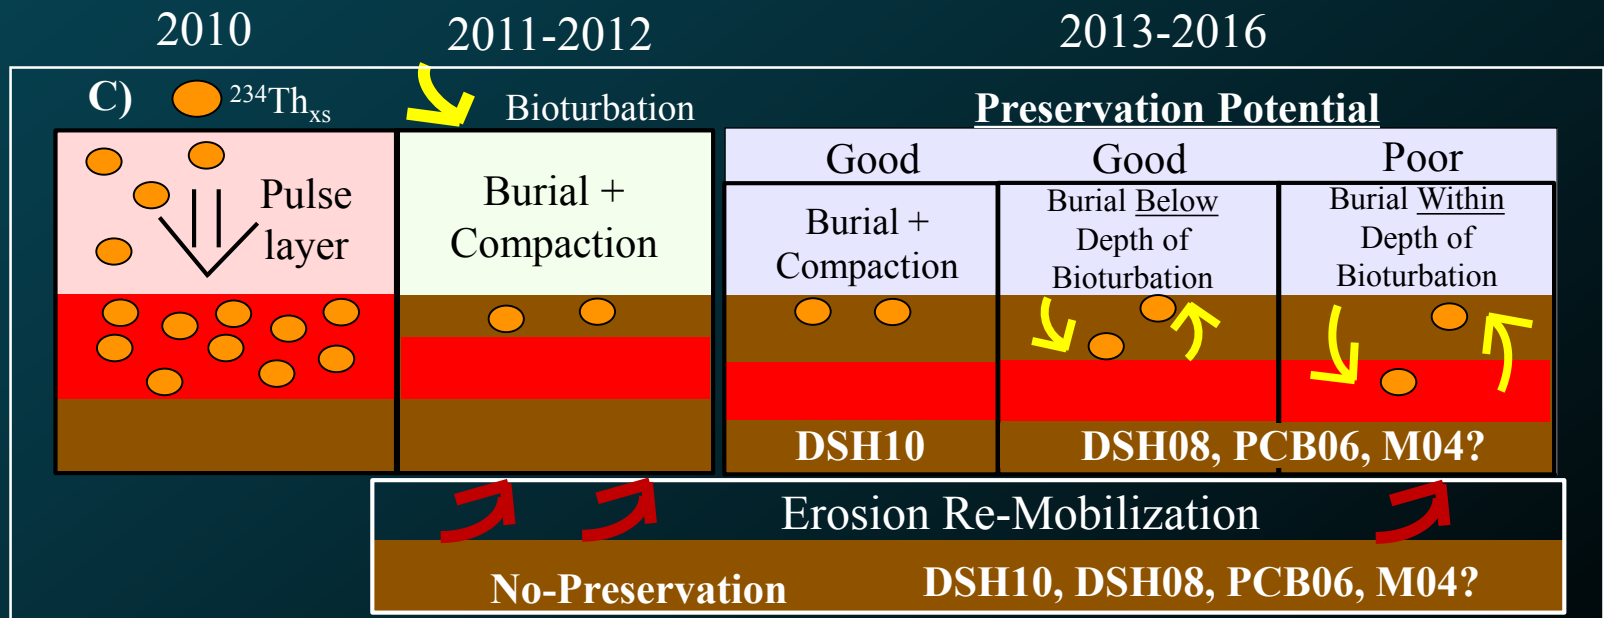 2010
2011-2012
2013-2016
C)
²³⁴Thₓₛ
Bioturbation
Preservation Potential
Pulse
layer
Burial +
Compaction
Good
Good
Poor
Burial +
Compaction
Burial Below
Depth of
Bioturbation
Burial Within
Depth of
Bioturbation
DSH10
DSH08, PCB06, M04?
Erosion Re-Mobilization
No-Preservation
DSH10, DSH08, PCB06, M04?